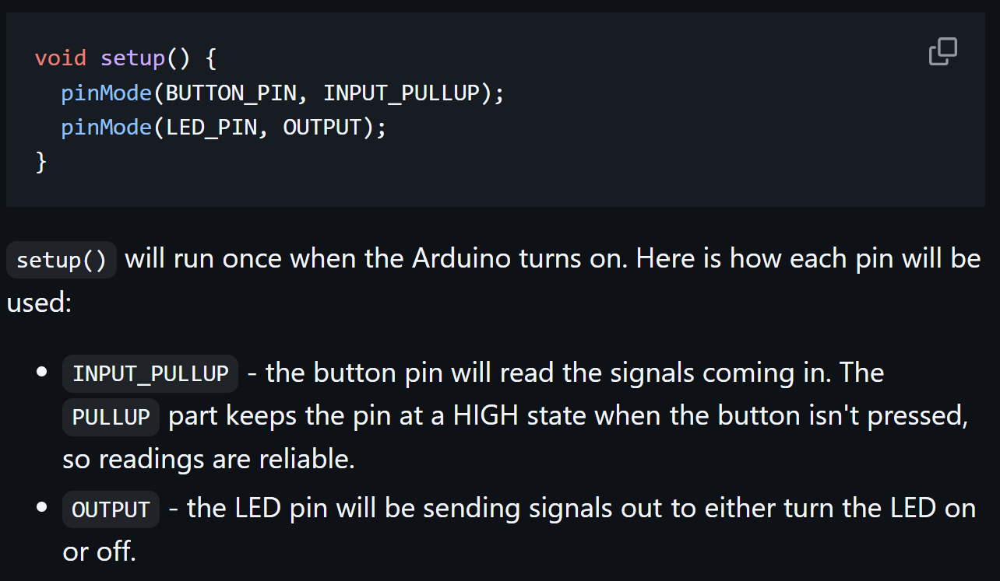 void setup() {
  pinMode(BUTTON_PIN, INPUT_PULLUP);
  pinMode(LED_PIN, OUTPUT);
}
setup() will run once when the Arduino turns on. Here is how each pin will be
used:
• INPUT_PULLUP - the button pin will read the signals coming in. The
PULLUP part keeps the pin at a HIGH state when the button isn't pressed,
so readings are reliable.
• OUTPUT - the LED pin will be sending signals out to either turn the LED on
or off.